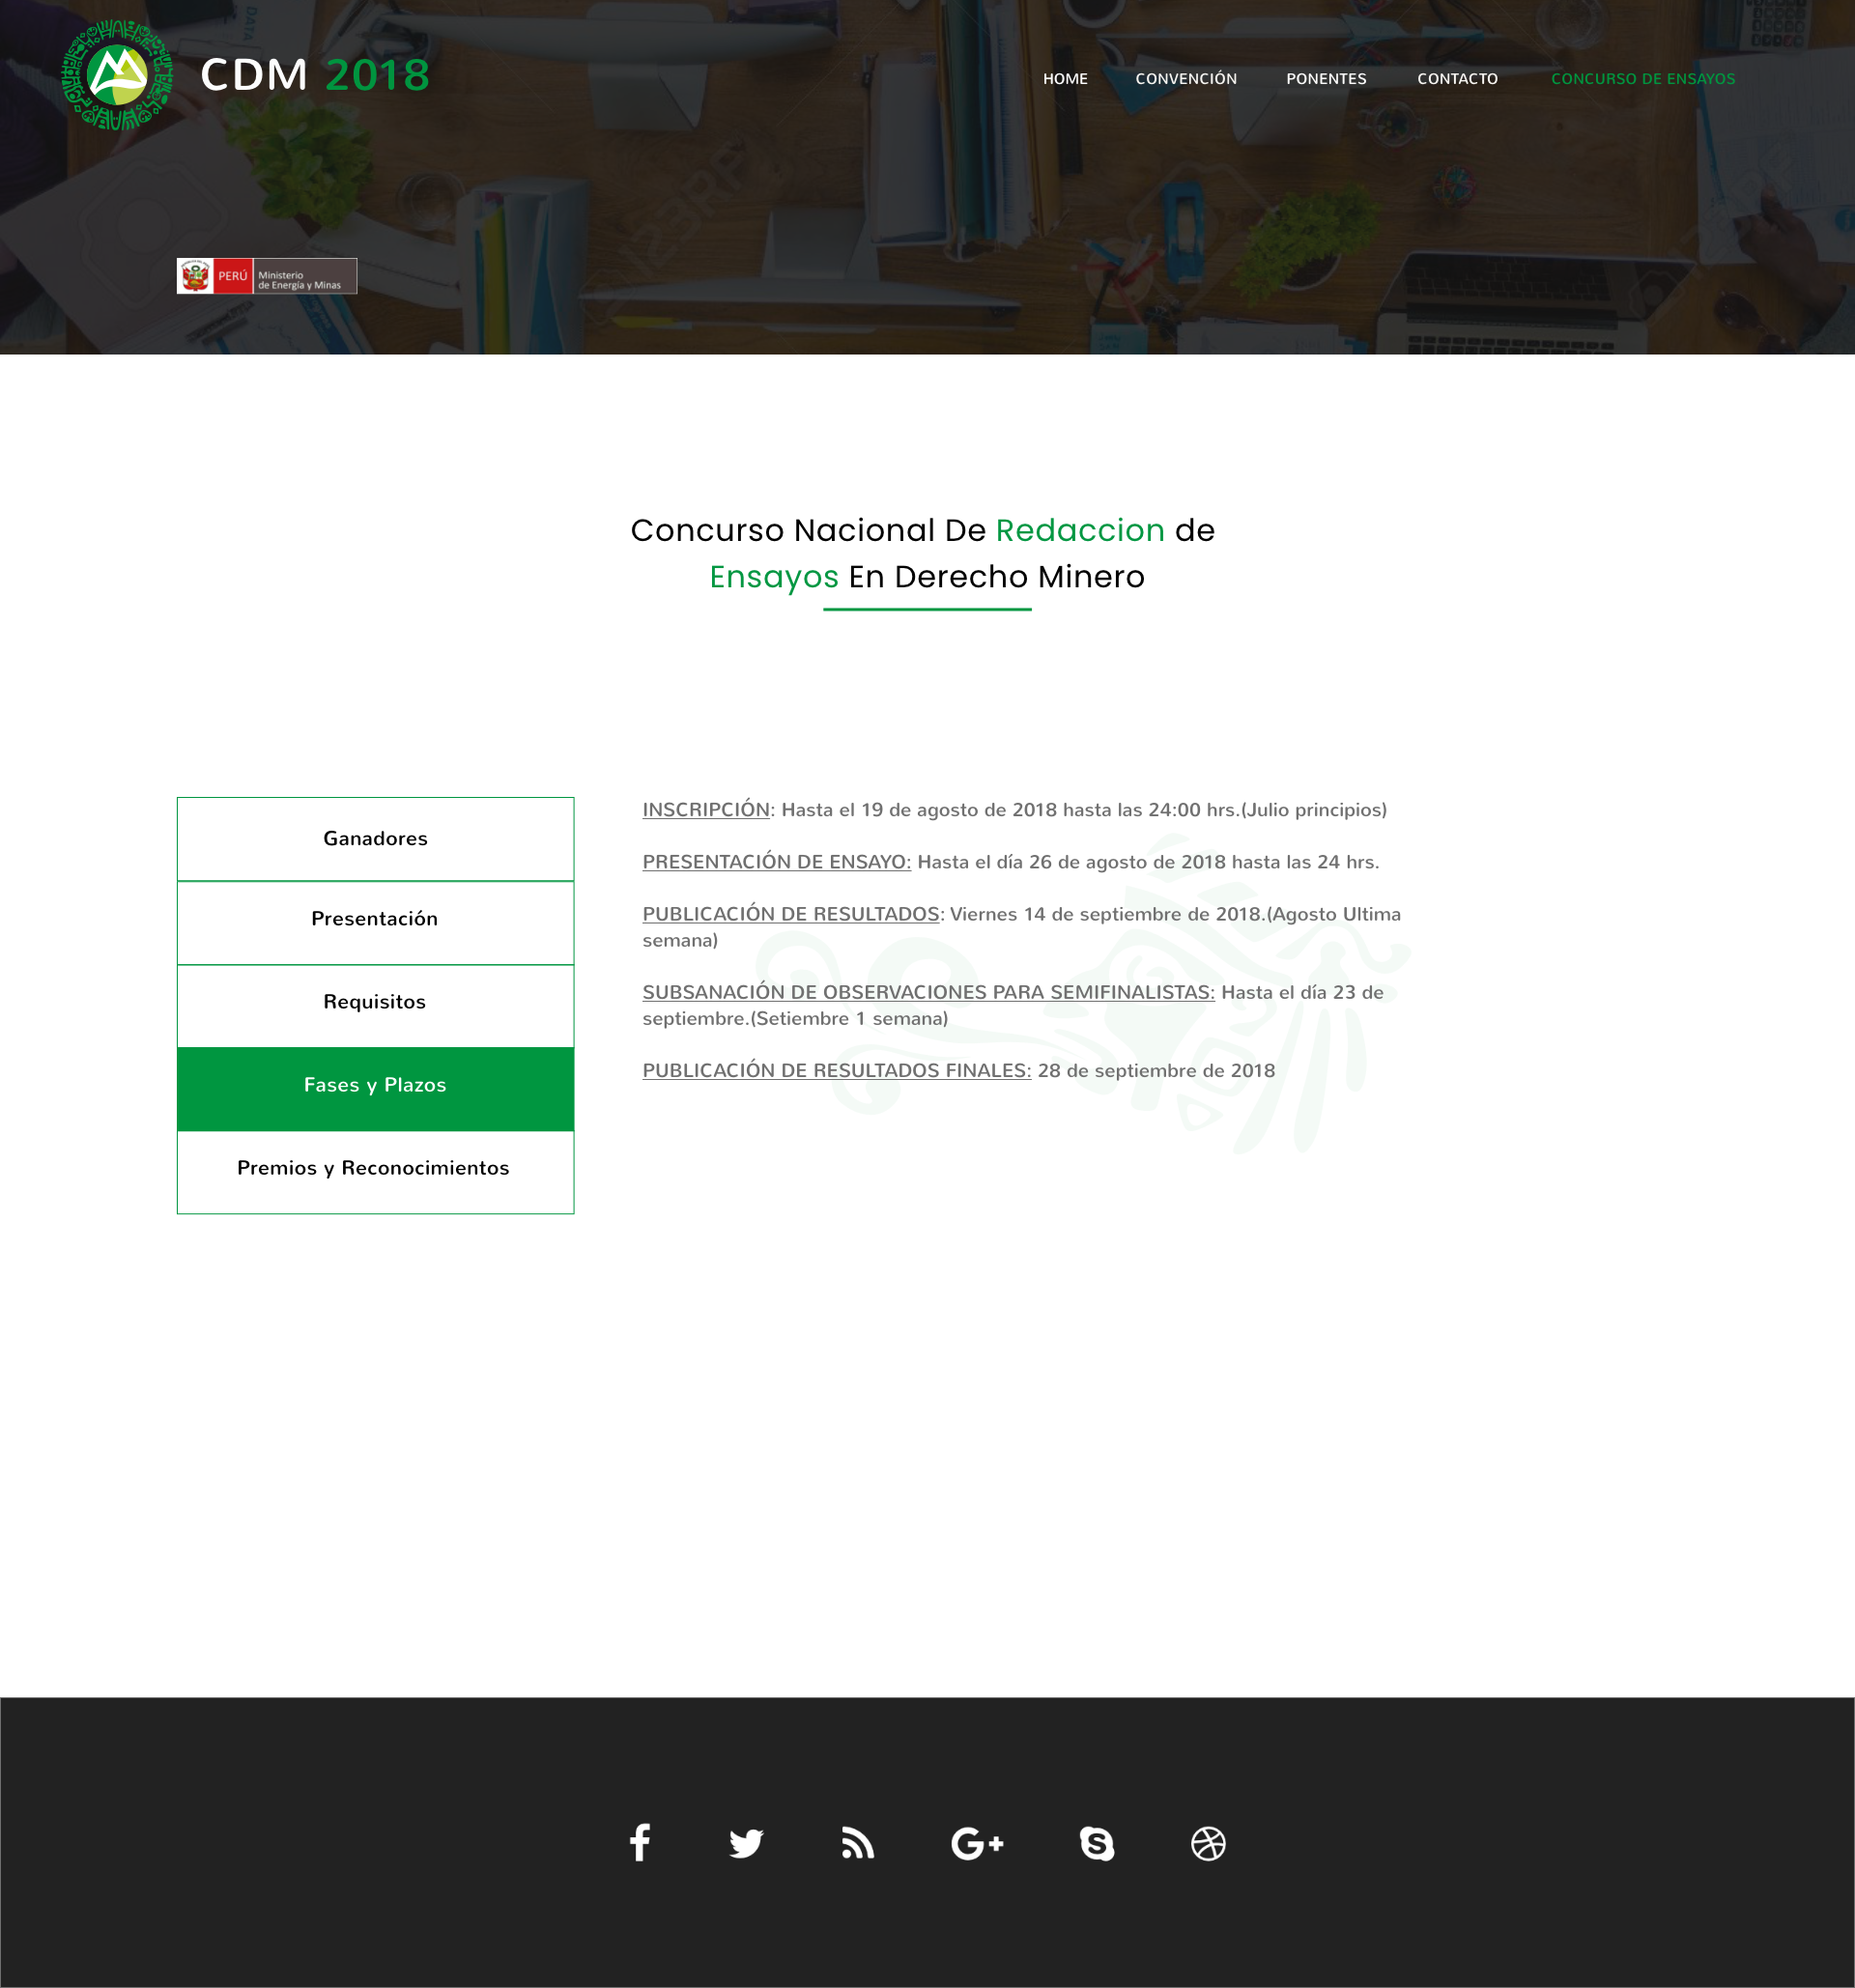 CDM 2018
HOME CONVENCIÓN PONENTES CONTACTO CONCURSO DE ENSAYOS
DATA
123RF
PERÚ Ministerio
de Energía y Minas
Concurso Nacional De Redaccion de
Ensayos En Derecho Minero
Ganadores
Presentación
Requisitos
Fases y Plazos
Premios y Reconocimientos
INSCRIPCIÓN: Hasta el 19 de agosto de 2018 hasta las 24:00 hrs.(Julio principios)
PRESENTACIÓN DE ENSAYO: Hasta el día 26 de agosto de 2018 hasta las 24 hrs.
PUBLICACIÓN DE RESULTADOS: Viernes 14 de septiembre de 2018.(Agosto Ultima
semana)
SUBSANACIÓN DE OBSERVACIONES PARA SEMIFINALISTAS: Hasta el día 23 de
septiembre.(Setiembre 1 semana)
PUBLICACIÓN DE RESULTADOS FINALES: 28 de septiembre de 2018